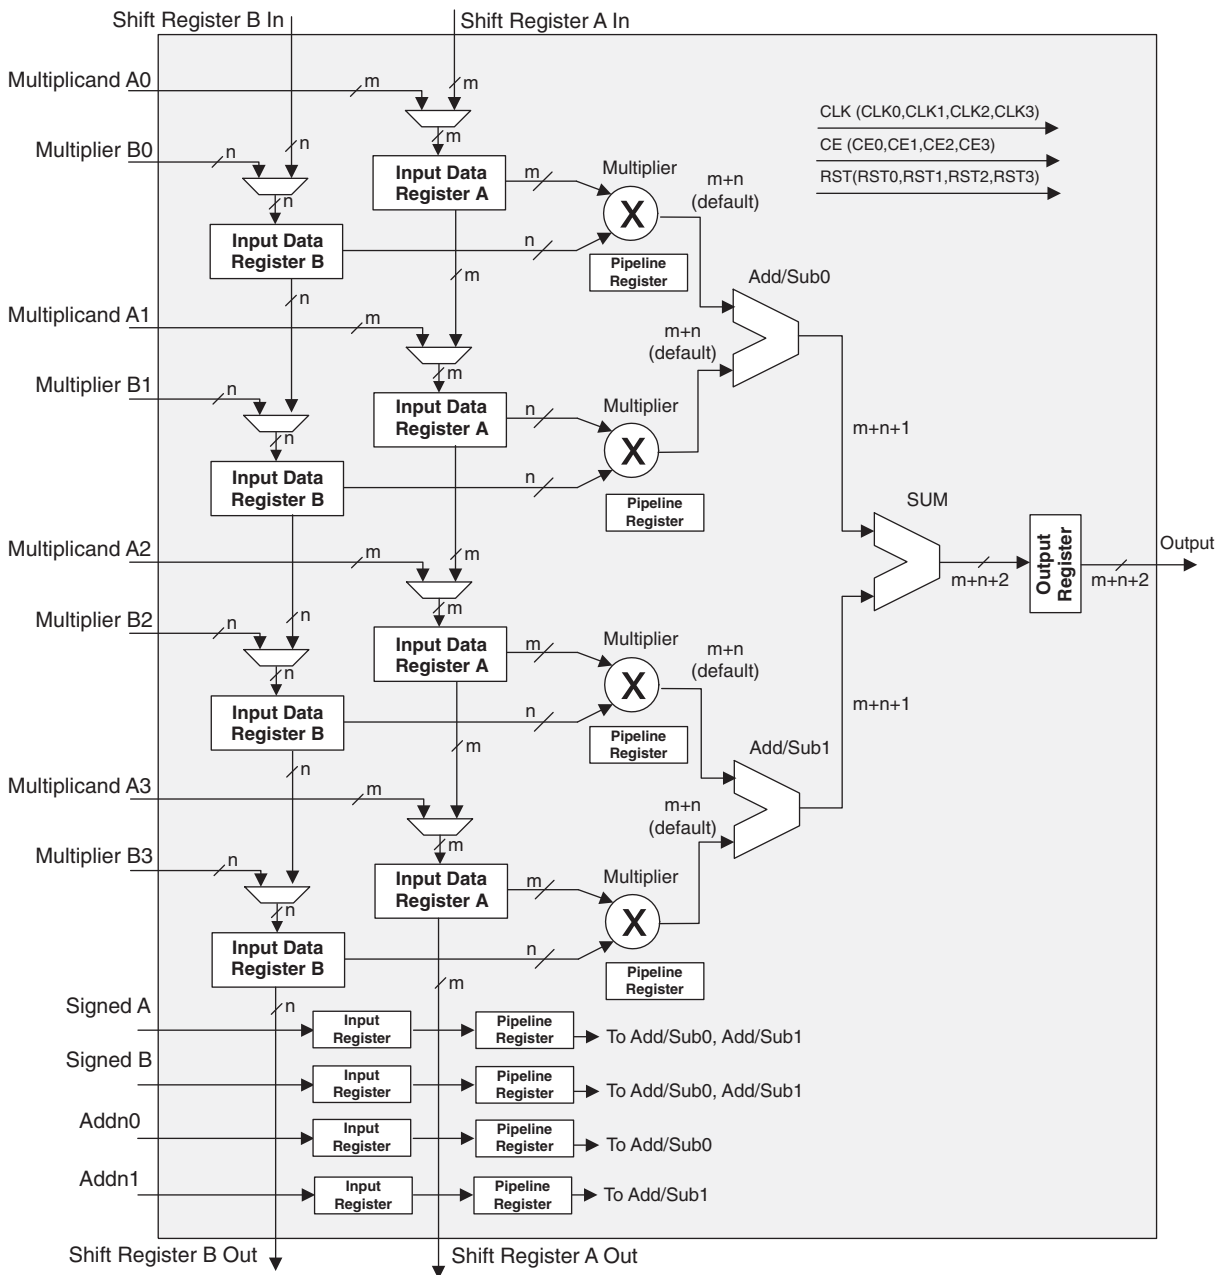 Shift Register B In
Shift Register A In
Multiplicand A0
m
m
CLK (CLK0,CLK1,CLK2,CLK3)
m
Multiplier B0
n
n
CE (CE0,CE1,CE2,CE3)
n
Input Data
Register A
m
Multiplier
m+n
(default)
RST(RST0,RST1,RST2,RST3)
X
Input Data
Register B
n
Pipeline
Register
m
Add/Sub0
n
Multiplicand A1
m
m+n
(default)
m
Multiplier B1
n
n
Input Data
Register A
n
Multiplier
X
m+n+1
Input Data
Register B
n
Pipeline
Register
SUM
Multiplicand A2
m
m
m
m+n+2
Output
Register
m+n+2
Output
Multiplier B2
n
n
n
Input Data
Register A
m
Multiplier
m+n
(default)
X
m+n+1
Input Data
Register B
n
Pipeline
Register
m
Add/Sub1
n
Multiplicand A3
m
m+n
(default)
m
Multiplier B3
n
n
Input Data
Register A
m
Multiplier
X
Input Data
Register B
n
Pipeline
Register
m
n
Signed A
Input
Register
Pipeline
Register
To Add/Sub0, Add/Sub1
Signed B
Input
Register
Pipeline
Register
To Add/Sub0, Add/Sub1
Addn0
Input
Register
Pipeline
Register
To Add/Sub0
Addn1
Input
Register
Pipeline
Register
To Add/Sub1
Shift Register B Out
Shift Register A Out